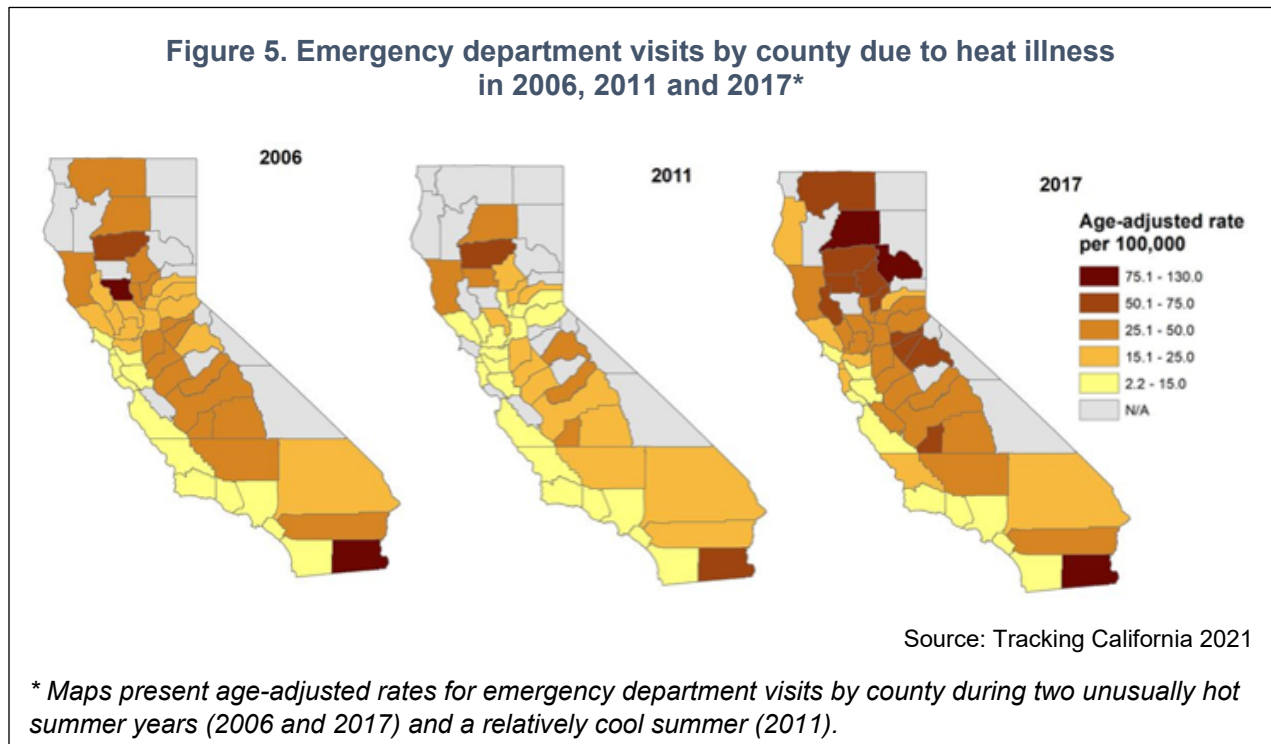 Figure 5. Emergency department visits by county due to heat illness
in 2006, 2011 and 2017*
2006
2011
2017
Age-adjusted rate
per 100,000
75.1 - 130.0
50.1 - 75.0
25.1 - 50.0
15.1 - 25.0
2.2 - 15.0
N/A
Source: Tracking California 2021
* Maps present age-adjusted rates for emergency department visits by county during two unusually hot
summer years (2006 and 2017) and a relatively cool summer (2011).